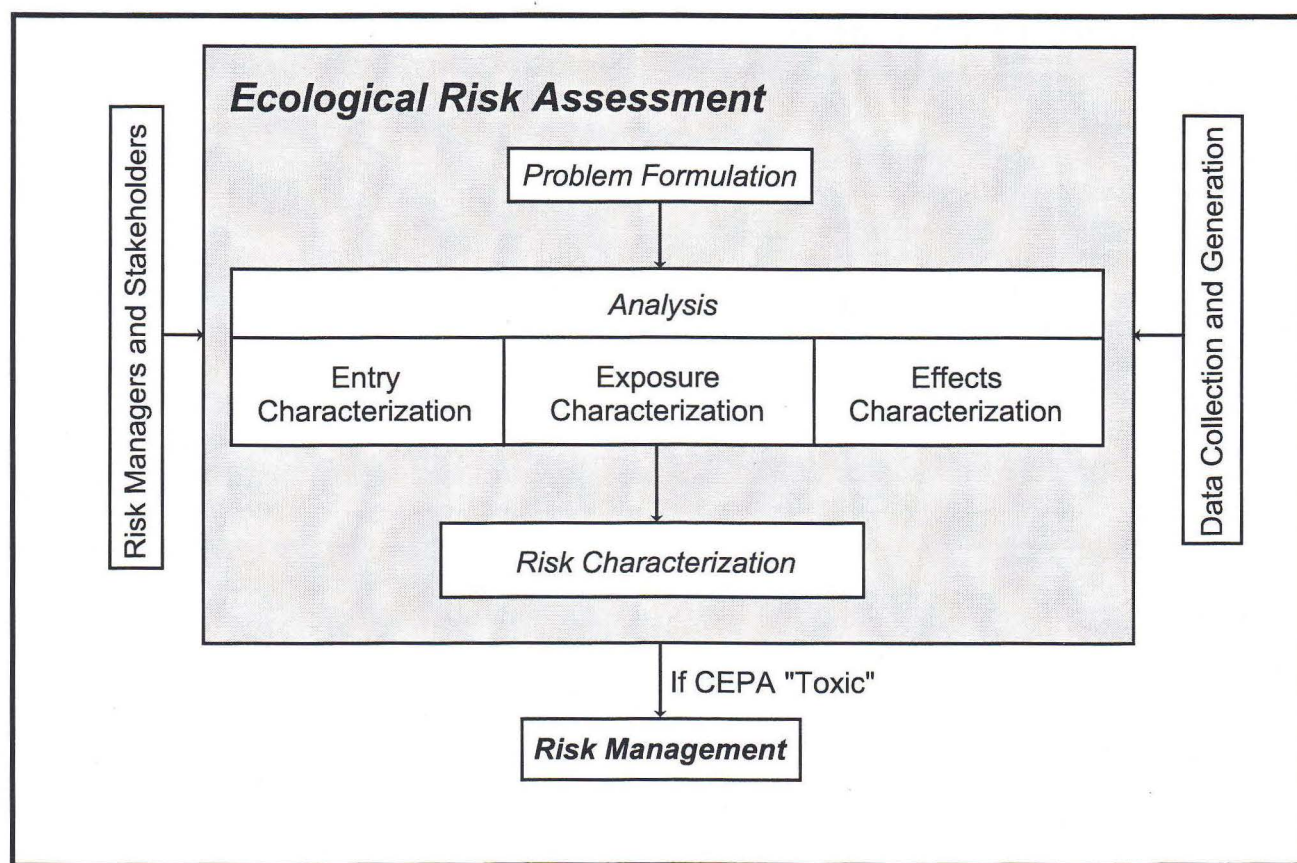 Ecological Risk Assessment
Risk Managers and Stakeholders
Data Collection and Generation
Problem Formulation
Analysis
Entry
Characterization
Exposure
Characterization
Effects
Characterization
Risk Characterization
If CEPA "Toxic"
Risk Management